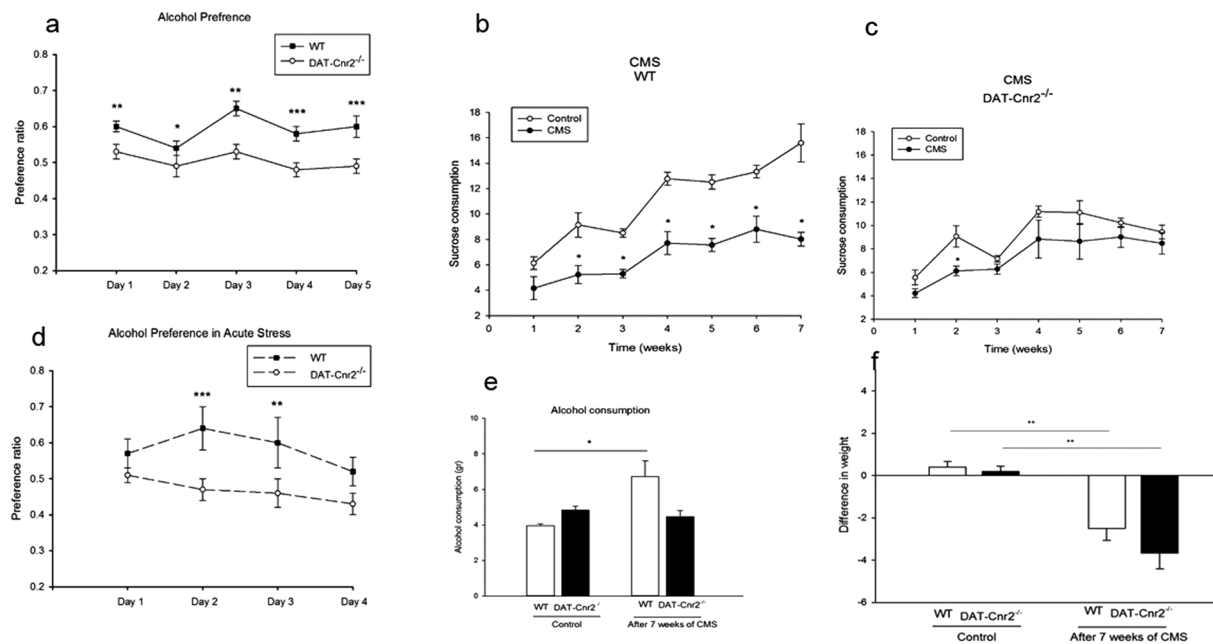 a
Alcohol Prefrence
WT
DAT-Cnr2-/-
Preference ratio
0.8
0.7
0.6
0.5
0.4
0.3
0.2
**
*
**
***
***
Day 1 Day 2 Day 3 Day 4 Day 5
b
CMS
WT
Control
CMS
Sucrose consumption
18
16
14
12
10
8
6
4
2
* * * * * *
0 1 2 3 4 5 6 7
Time (weeks)
c
CMS
DAT-Cnr2-/-
Control
CMS
Sucrose consumption
18
16
14
12
10
8
6
4
2
*
0 1 2 3 4 5 6 7
Time (weeks)
d
Alcohol Preference in Acute Stress
WT
DAT-Cnr2-/-
Preference ratio
0.8
0.7
0.6
0.5
0.4
0.3
0.2
***
**
Day 1 Day 2 Day 3 Day 4
e
Alcohol consumption
Alcohol consumption (gr)
10
8
6
4
2
0
*
WT DAT-Cnr2-/- WT DAT-Cnr2-/-
Control After 7 weeks of CMS
f
Difference in weight
4
2
0
-2
-4
-6
**
**
WT DAT-Cnr2-/- WT DAT-Cnr2-/-
Control After 7 weeks of CMS